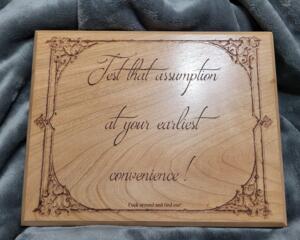 Test that assumption
at your earliest
convenience !
Fuck around and find out!